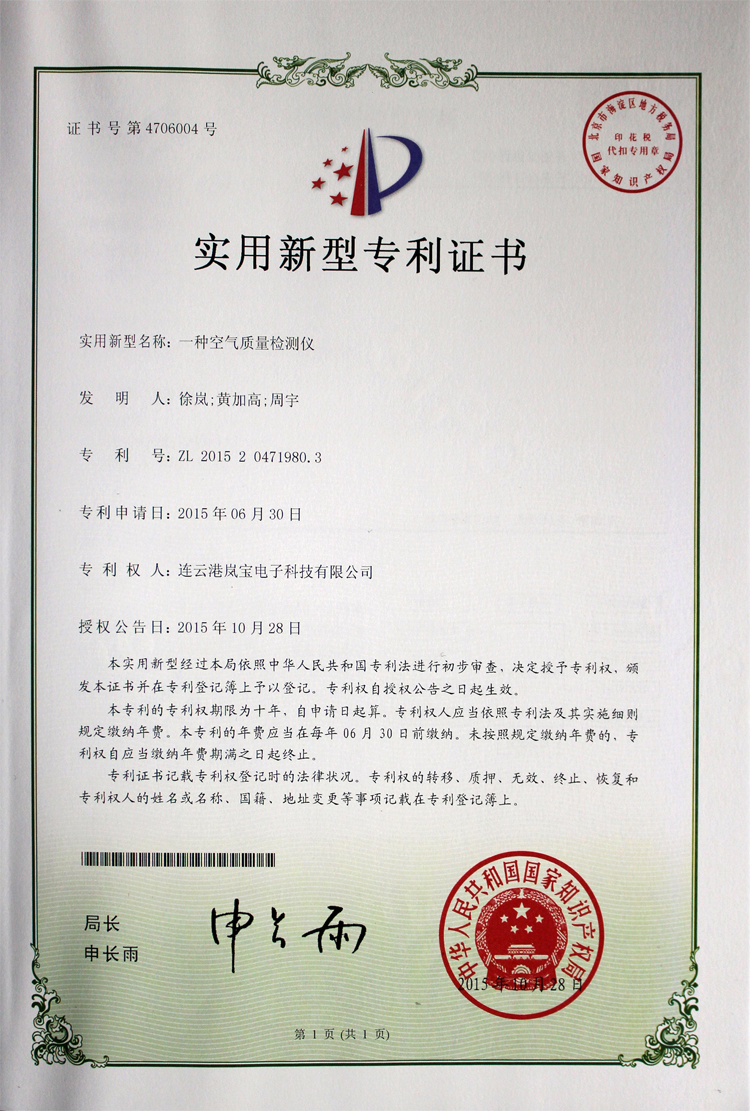 证书号第4706004号
北京市海淀区地方税务局
印花税
代扣专用章
国家知识产权局
实用新型专利证书
实用新型名称：一种空气质量检测仪
发明人：徐岚;黄加高;周宇
专利号：ZL 2015 2 0471980.3
专利申请日：2015年06月30日
专利权人：连云港岚宝电子科技有限公司
授权公告日：2015年10月28日
本实用新型经过本局依照中华人民共和国专利法进行初步审查，决定授予专利权，颁
发本证书并在专利登记簿上予以登记。专利权自授权公告之日起生效。
本专利的专利权期限为十年，自申请日起算。专利权人应当依照专利法及其实施细则
规定缴纳年费。本专利的年费应当在每年06月30日前缴纳。未按照规定缴纳年费的、专
利权自应当缴纳年费期满之日起终止。
专利证书记载专利权登记时的法律状况。专利权的转移、质押、无效、终止、恢复和
专利权人的姓名或名称、国籍、地址变更等事项记载在专利登记簿上。
局长
申长雨
申长雨
中华人民共和国国家知识产权局
2015年10月28日
第1页(共1页)